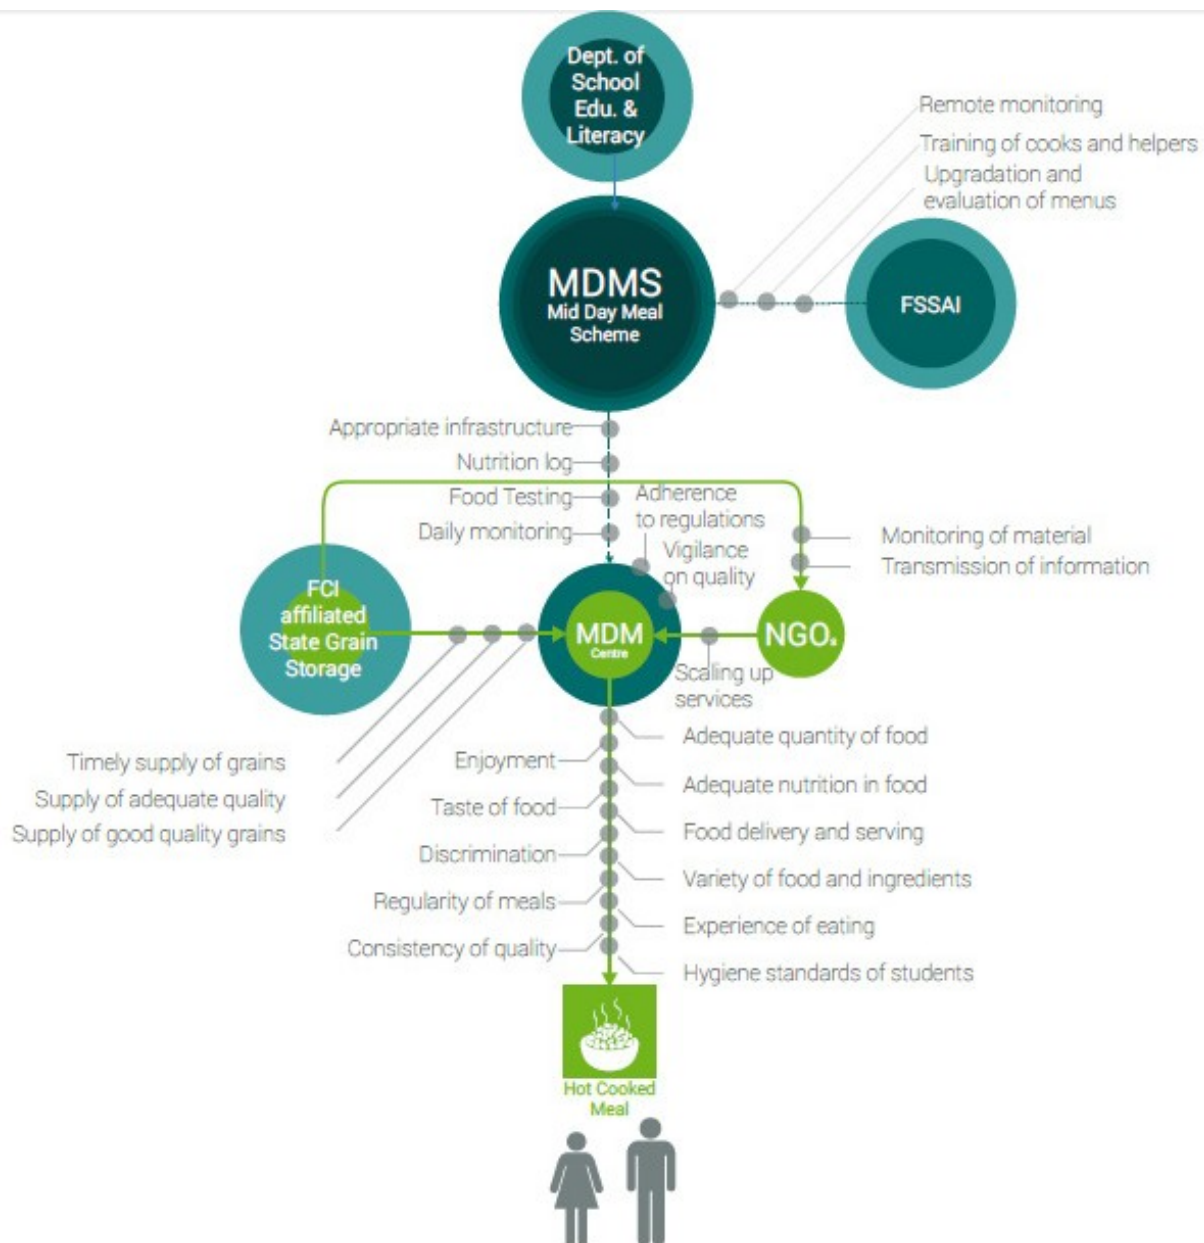 Dept. of
School
Edu. &
Literacy
Remote monitoring
Training of cooks and helpers
Upgradation and
evaluation of menus
MDMS
Mid Day Meal
Scheme
FSSAI
Appropriate infrastructure
Nutrition log
Food Testing
Daily monitoring
Adherence
to regulations
Vigilance
on quality
Monitoring of material
Transmission of information
FCI
affiliated
State Grain
Storage
MDM
Centre
NGOs
Scaling up
services
Timely supply of grains
Supply of adequate quality
Supply of good quality grains
Enjoyment
Taste of food
Discrimination
Regularity of meals
Consistency of quality
Adequate quantity of food
Adequate nutrition in food
Food delivery and serving
Variety of food and ingredients
Experience of eating
Hygiene standards of students
Hot Cooked
Meal